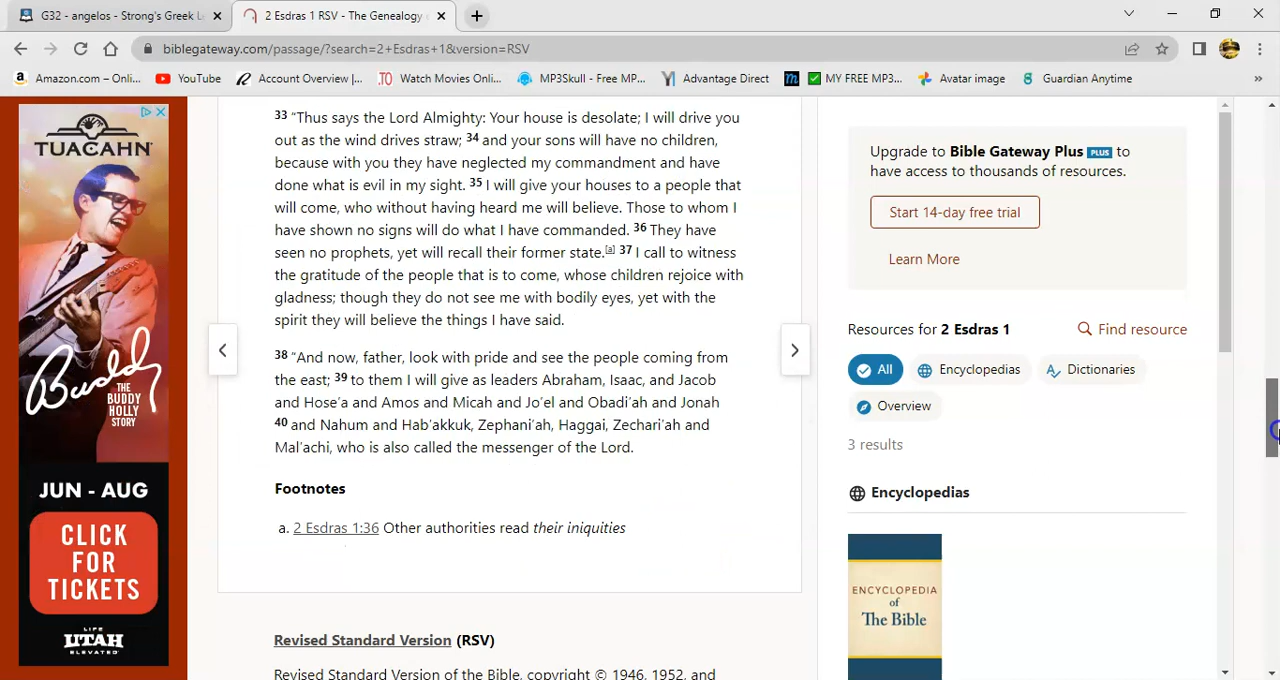 G32 - angelos - Strong's Greek L
2 Esdras 1 RSV - The Genealogy
biblegateway.com/passage/?search=2+Esdras+1&version=RSV
Amazon.com – Onli...
YouTube
Account Overview |...
Watch Movies Onlin...
MP3Skull - Free MP...
Advantage Direct
MY FREE MP3...
Avatar image
Guardian Anytime
TUACAHN
Buddy
THE
BUDDY
HOLLY
STORY
JUN - AUG
CLICK
FOR
TICKETS
LIFE
UTAH
ELEVATED
33 “Thus says the Lord Almighty: Your house is desolate; I will drive you
out as the wind drives straw; 34 and your sons will have no children,
because with you they have neglected my commandment and have
done what is evil in my sight. 35 I will give your houses to a people that
will come, who without having heard me will believe. Those to whom I
have shown no signs will do what I have commanded. 36 They have
seen no prophets, yet will recall their former state.[a] 37 I call to witness
the gratitude of the people that is to come, whose children rejoice with
gladness; though they do not see me with bodily eyes, yet with the
spirit they will believe the things I have said.
38 “And now, father, look with pride and see the people coming from
the east; 39 to them I will give as leaders Abraham, Isaac, and Jacob
and Hose′a and Amos and Micah and Jo′el and Obadi′ah and Jonah
40 and Nahum and Hab′akkuk, Zephani′ah, Haggai, Zechari′ah and
Mal′achi, who is also called the messenger of the Lord.
Footnotes
a. 2 Esdras 1:36 Other authorities read their iniquities
Revised Standard Version (RSV)
Revised Standard Version of the Bible, copyright © 1946, 1952, and
Upgrade to Bible Gateway Plus PLUS to
have access to thousands of resources.
Start 14-day free trial
Learn More
Resources for 2 Esdras 1
Find resource
All
Encyclopedias
Dictionaries
Overview
3 results
Encyclopedias
ENCYCLOPEDIA
of
The Bible